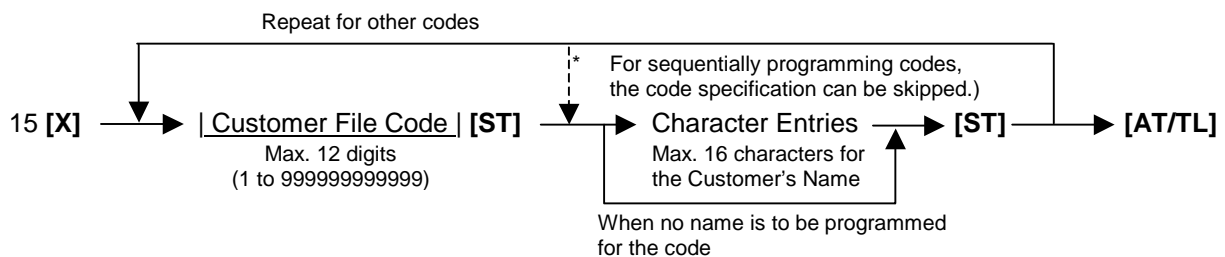 Repeat for other codes
* For sequentially programming codes,
the code specification can be skipped.)
15 [X] | Customer File Code | [ST] Character Entries [ST] [AT/TL]
Max. 12 digits
(1 to 999999999999)
Max. 16 characters for
the Customer's Name
When no name is to be programmed
for the code